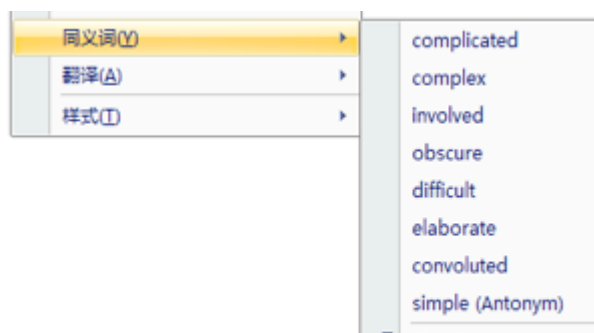 同义词(Y)
翻译(A)
样式(T)
complicated
complex
involved
obscure
difficult
elaborate
convoluted
simple (Antonym)